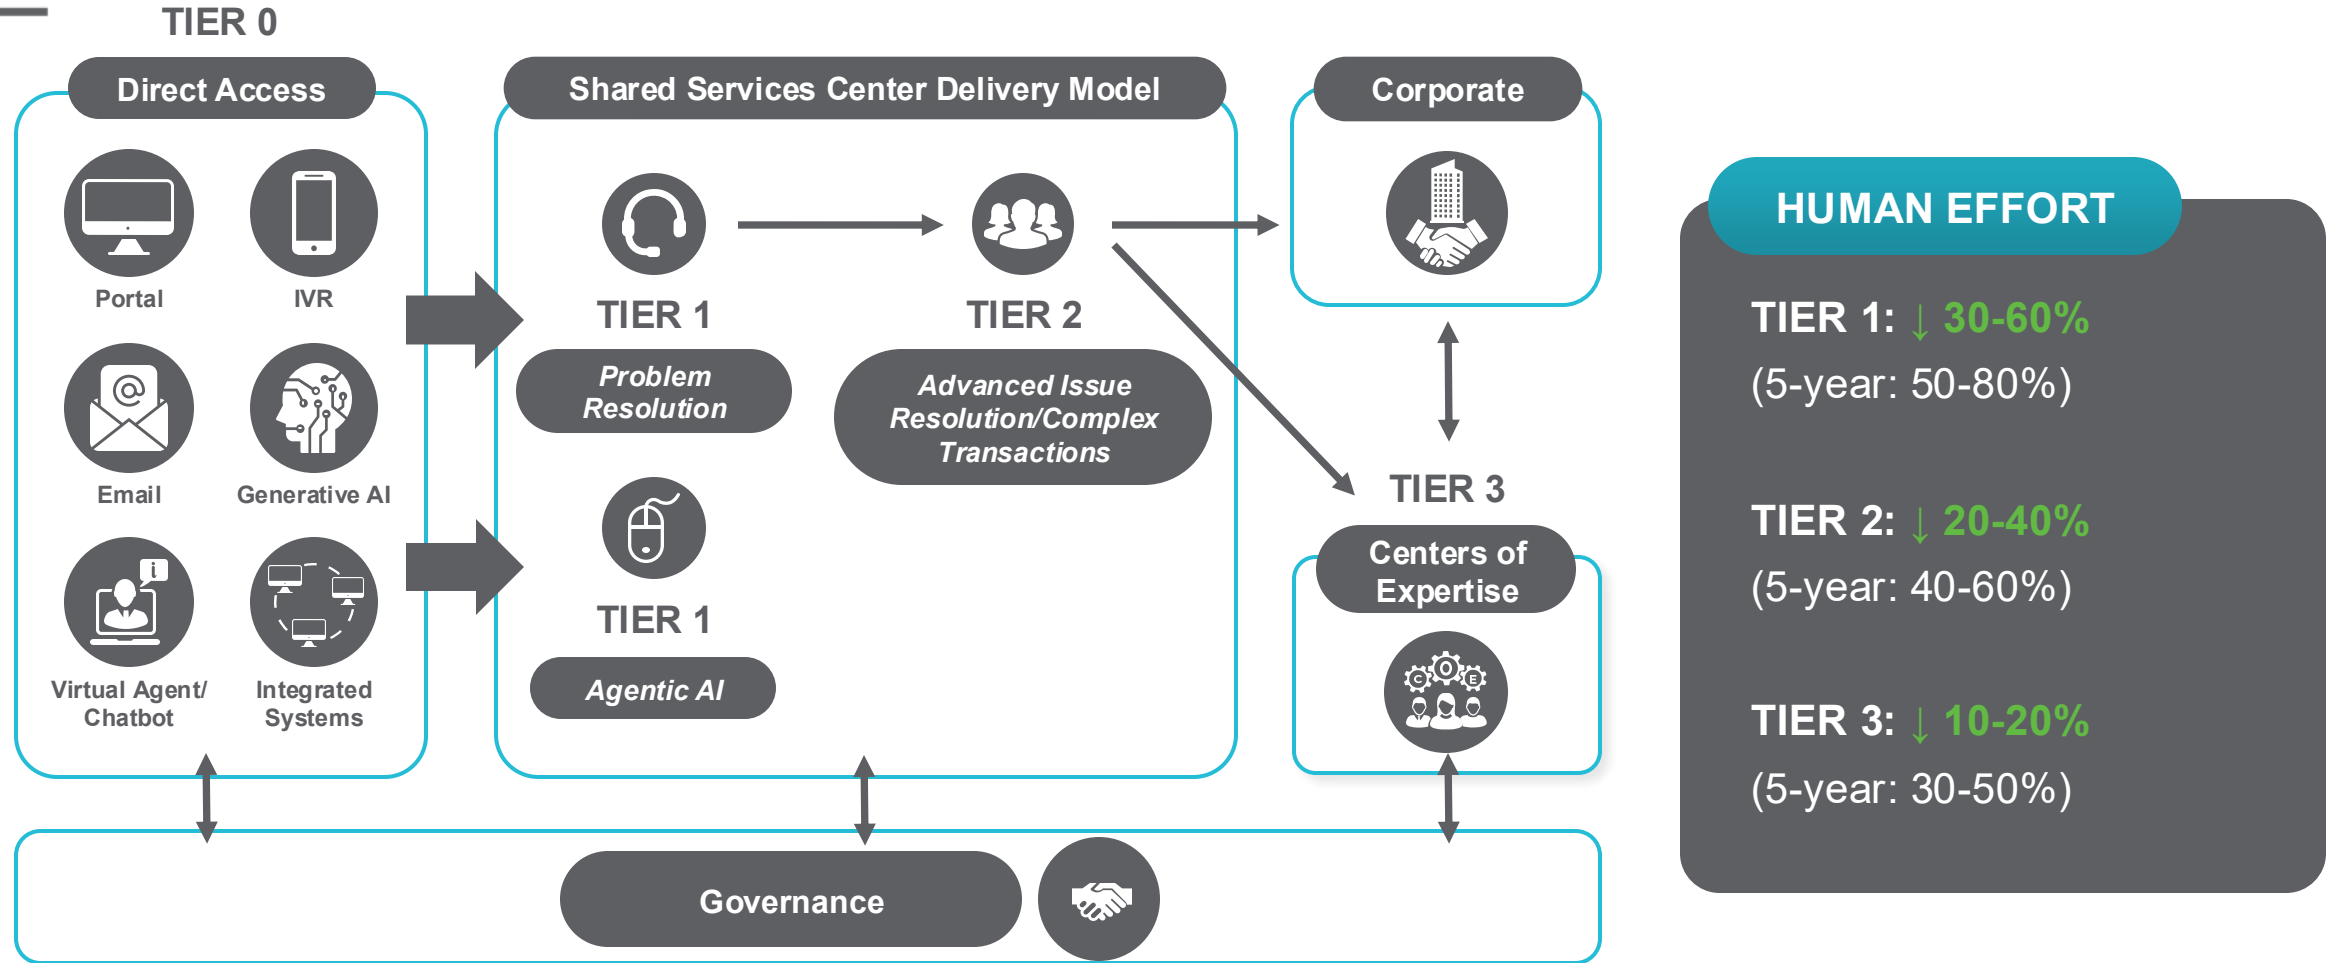 TIER 0
Direct Access
Portal
IVR
Email
Generative AI
Virtual Agent/
Chatbot
Integrated
Systems
Shared Services Center Delivery Model
TIER 1
Problem
Resolution
TIER 2
Advanced Issue
Resolution/Complex
Transactions
TIER 1
Agentic AI
Corporate
TIER 3
Centers of
Expertise
C O E
Governance
HUMAN EFFORT
TIER 1: ↓ 30-60%
(5-year: 50-80%)
TIER 2: ↓ 20-40%
(5-year: 40-60%)
TIER 3: ↓ 10-20%
(5-year: 30-50%)